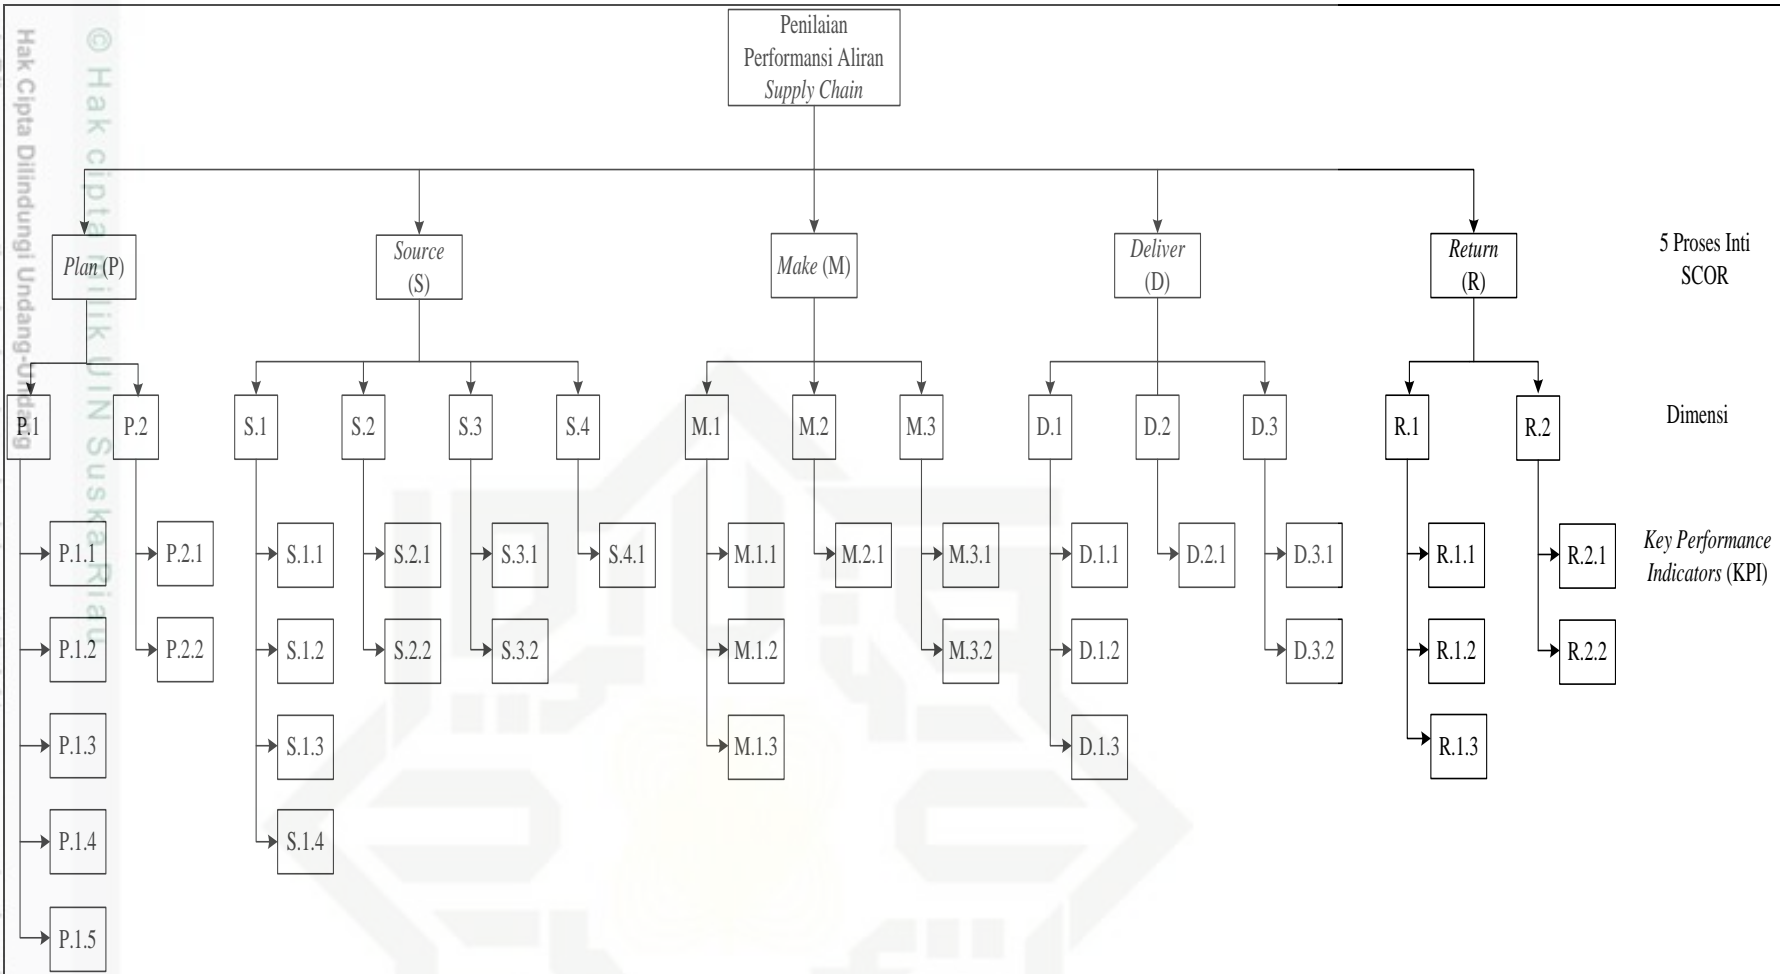 Penilaian
Performansi Aliran
Supply Chain
Plan (P)
Source
(S)
Make (M)
Deliver
(D)
Return
(R)
5 Proses Inti
SCOR
P.1
P.2
S.1
S.2
S.3
S.4
M.1
M.2
M.3
D.1
D.2
D.3
R.1
R.2
Dimensi
P.1.1
P.2.1
S.1.1
S.2.1
S.3.1
S.4.1
M.1.1
M.2.1
M.3.1
D.1.1
D.2.1
D.3.1
R.1.1
R.2.1
Key Performance
Indicators (KPI)
P.1.2
P.2.2
S.1.2
S.2.2
S.3.2
M.1.2
M.3.2
D.1.2
D.3.2
R.1.2
R.2.2
P.1.3
S.1.3
M.1.3
D.1.3
R.1.3
P.1.4
S.1.4
P.1.5
© Hak cipta milik UIN Suska Riau
Hak Cipta Dilindungi Undang-Undang